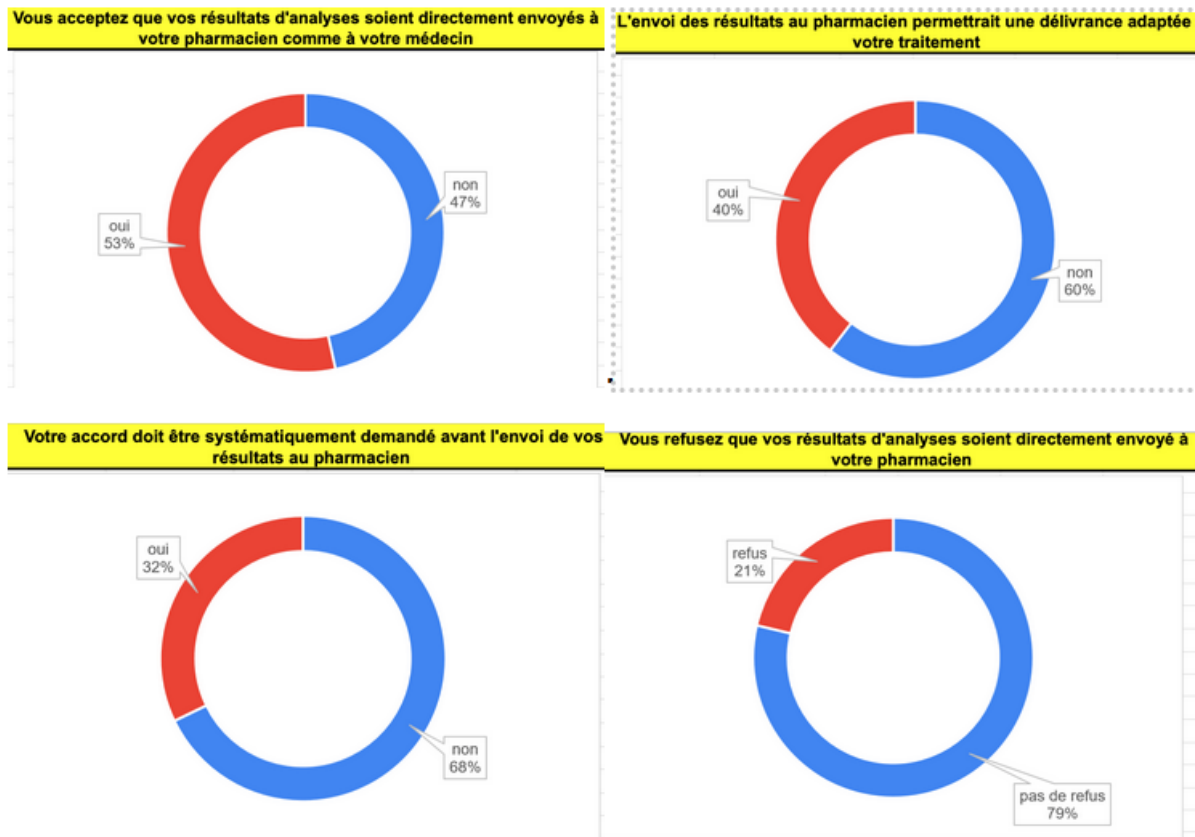 Vous acceptez que vos résultats d'analyses soient directement envoyés à
votre pharmacien comme à votre médecin
non
47%
oui
53%
L'envoi des résultats au pharmacien permettrait une délivrance adaptée
votre traitement
oui
40%
non
60%
Votre accord doit être systématiquement demandé avant l'envoi de vos
résultats au pharmacien
oui
32%
non
68%
Vous refusez que vos résultats d'analyses soient directement envoyé à
votre pharmacien
refus
21%
pas de refus
79%